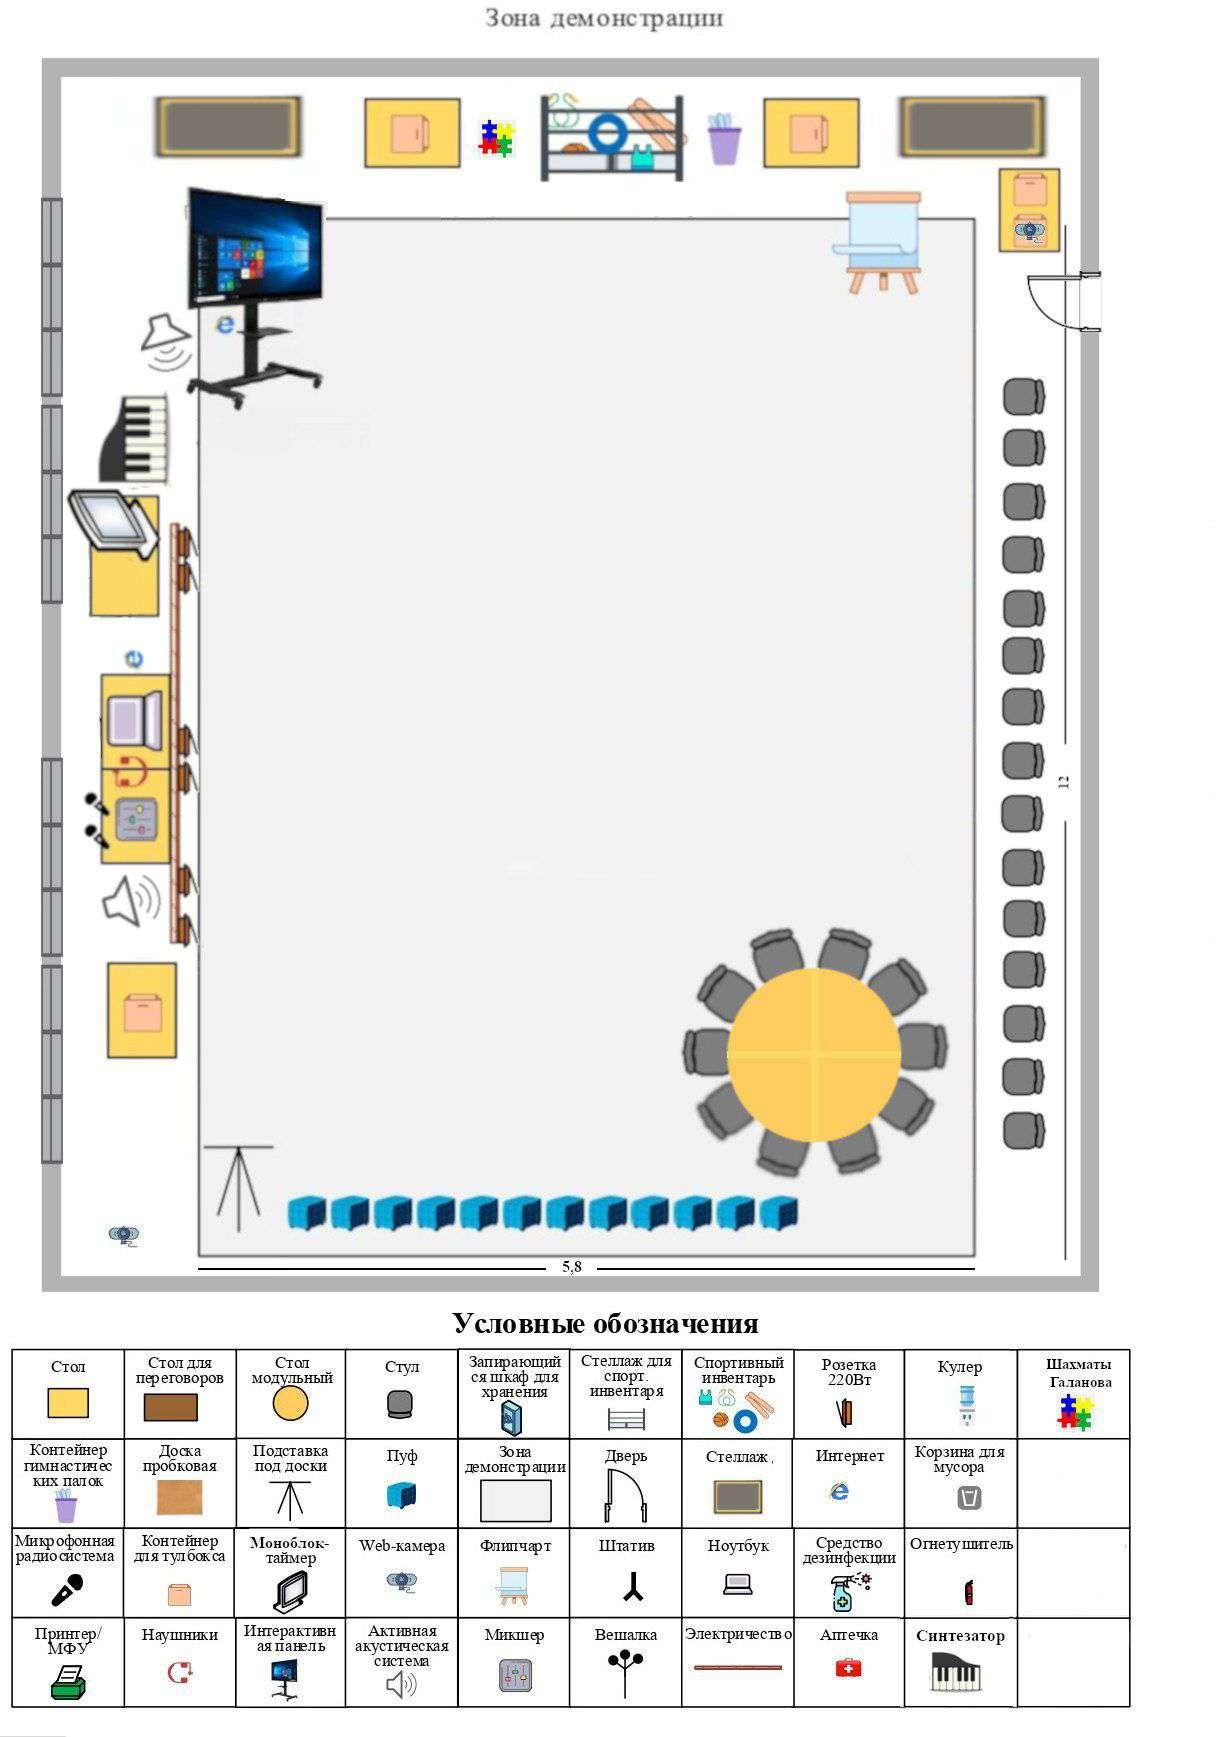 Зона демонстрации
12
5,8
Условные обозначения
Стол
Стол для
переговоров
Стол
модульный
Стул
Запирающий
ся шкаф для
хранения
Стеллаж для
спорт.
инвентаря
Спортивный
инвентарь
Розетка
220Вт
Кулер
Шахматы
Галанова
Контейнер
гимнастичес
ких палок
Доска
пробковая
Подставка
под доски
Пуф
Зона
демонстрации
Дверь
Стеллаж,
Интернет
Корзина для
мусора
Микрофонная
радиосистема
Контейнер
для тулбокса
Моноблок-
таймер
Web-камера
Флипчарт
Штатив
Ноутбук
Средство
дезинфекции
Огнетушитель
Принтер/
МФУ
Наушники
Интерактивн
ая панель
Активная
акустическая
система
Микшер
Вешалка
Электричество
Аптечка
Синтезатор